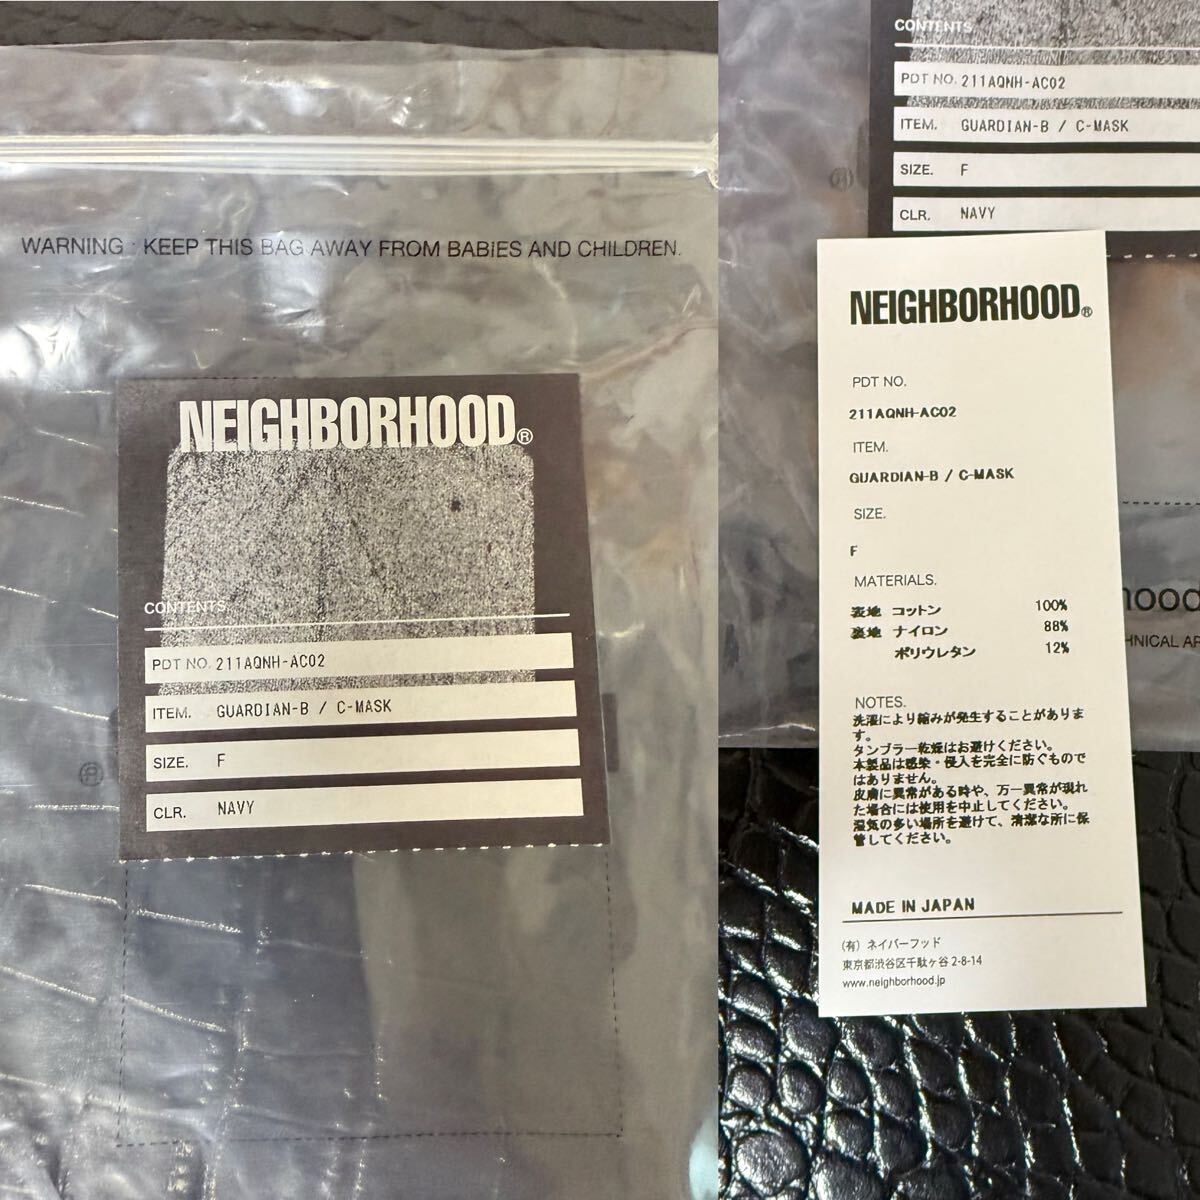 WARNING : KEEP THIS BAG AWAY FROM BABIES AND CHILDREN.
NEIGHBORHOOD®
CONTENTS
PDT NO. 211AQNH-AC02
ITEM. GUARDIAN-B / C-MASK
SIZE. F
CLR. NAVY
CONTENTS
PDT NO. 211AQNH-AC02
ITEM. GUARDIAN-B / C-MASK
SIZE. F
CLR. NAVY
NEIGHBORHOOD®
PDT NO.
211AQNH-AC02
ITEM.
GUARDIAN-B / C-MASK
SIZE.
F
MATERIALS.
表地 コットン 100%
裏地 ナイロン 88%
ポリウレタン 12%
NOTES.
洗濯により縮みが発生することがありま
す。
タンブラー乾燥はお避けください。
本製品は感染・侵入を完全に防ぐもので
はありません。
皮膚に異常がある時や、万一異常が現れ
た場合には使用を中止してください。
湿気の多い場所を避けて、清潔な所に保
管してください。
MADE IN JAPAN
(有) ネイバーフッド
東京都渋谷区千駄ヶ谷 2-8-14
www.neighborhood.jp
hood
HNICAL AP